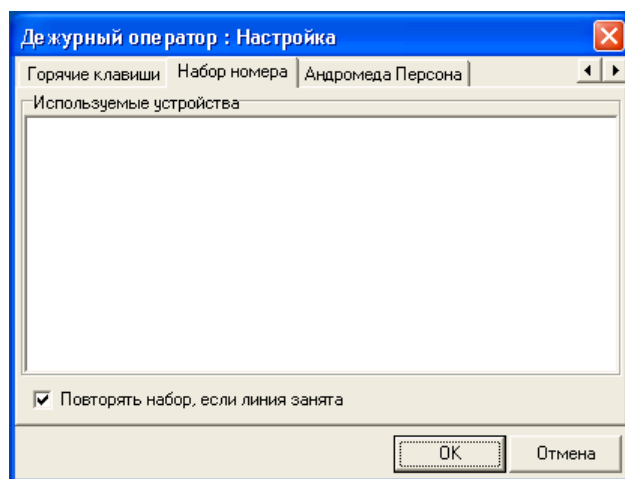 Дежурный оператор : Настройка
Горячие клавиши Набор номера Андромеда Персона
Используемые устройства
Повторять набор, если линия занята
OK Отмена